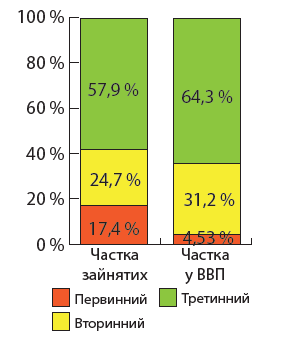 100 %
80 %
60 %
40 %
20 %
0 %
57,9 %
24,7 %
17,4 %
64,3 %
31,2 %
4,53 %
Частка зайнятих
Частка у ВВП
Первинний
Третинний
Вторинний